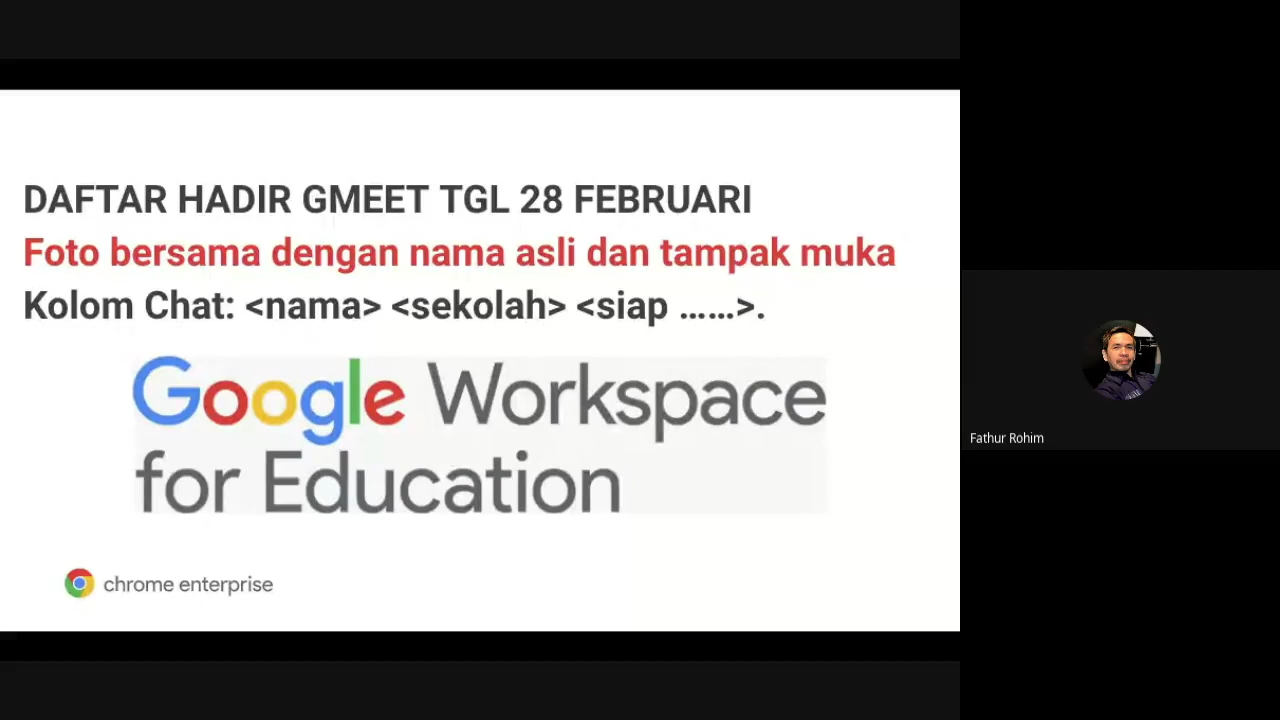 DAFTAR HADIR GMEET TGL 28 FEBRUARI
Foto bersama dengan nama asli dan tampak muka
Kolom Chat: <nama> <sekolah> <siap ......>.
Google Workspace
for Education
chrome enterprise
Fathur Rohim